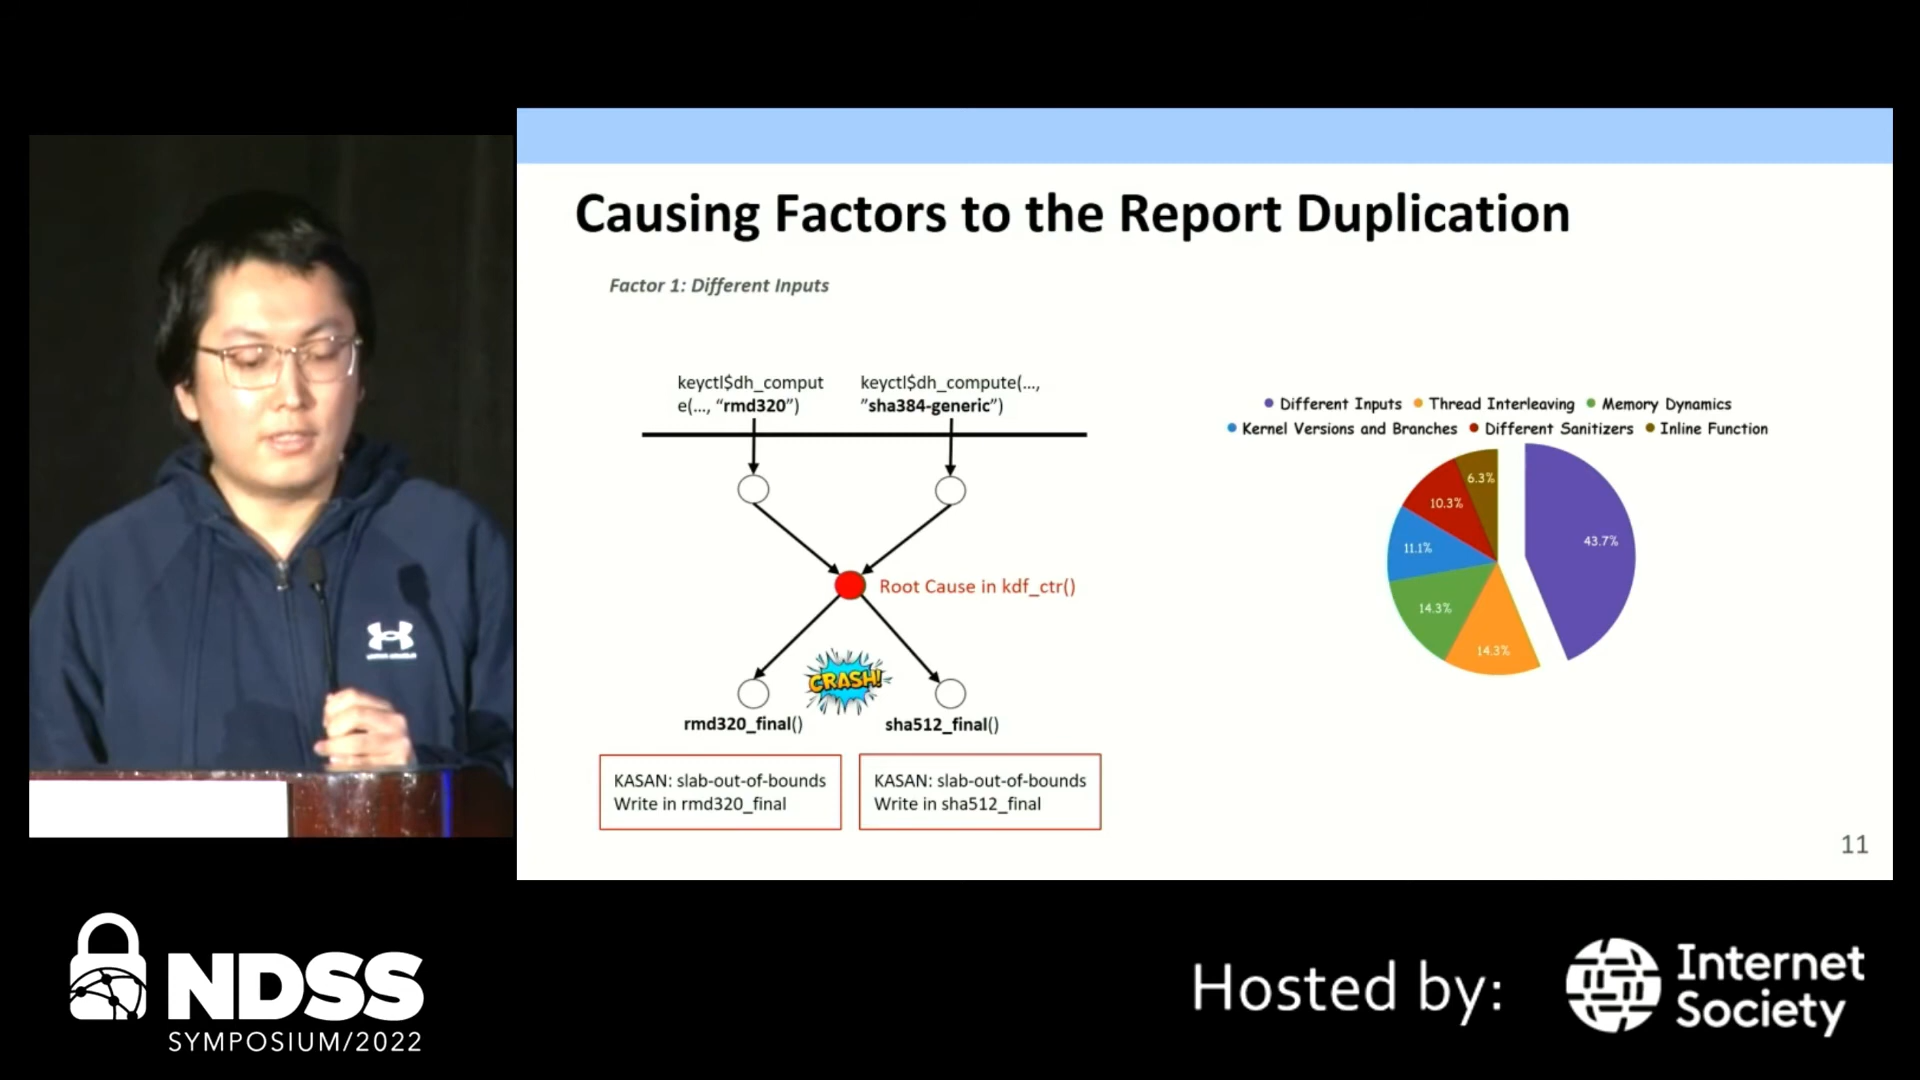 Causing Factors to the Report Duplication
Factor 1: Different Inputs
keyctl$dh_comput
e(..., “rmd320”)
keyctl$dh_compute(...,
”sha384-generic”)
Root Cause in kdf_ctr()
CRASH!
rmd320_final()
sha512_final()
KASAN: slab-out-of-bounds
Write in rmd320_final
KASAN: slab-out-of-bounds
Write in sha512_final
Different Inputs
Thread Interleaving
Memory Dynamics
Kernel Versions and Branches
Different Sanitizers
Inline Function
6.3%
10.3%
43.7%
11.1%
14.3%
14.3%
11
NDSS
SYMPOSIUM/2022
Hosted by:
Internet
Society